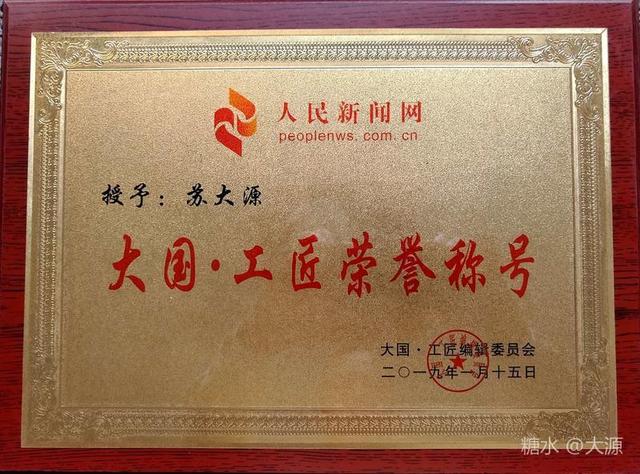 人民新闻网
peoplenws.com.cn
授予：苏大源
大国·工匠荣誉称号
大国·工匠编辑委员会
二〇一九年一月十五日
糖水 @大源